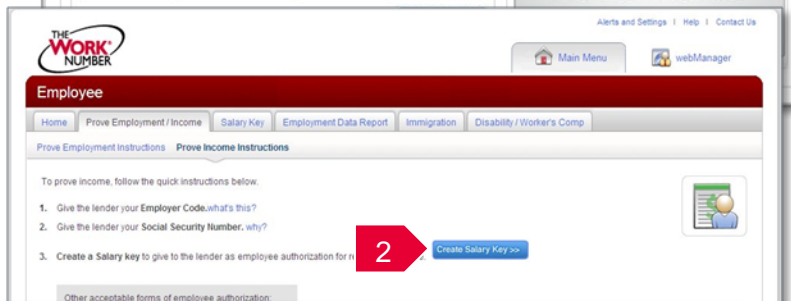 Alerts and Settings | Help | Contact Us
THE
WORK
NUMBER
Main Menu
webManager
Employee
Home
Prove Employment / Income
Salary Key
Employment Data Report
Immigration
Disability / Worker's Comp
Prove Employment Instructions Prove Income Instructions
To prove income, follow the quick instructions below.
1. Give the lender your Employer Code.what's this?
2. Give the lender your Social Security Number. why?
3. Create a Salary key to give to the lender as employee authorization for
2
Create Salary Key >>
Other acceptable forms of employee authorization: